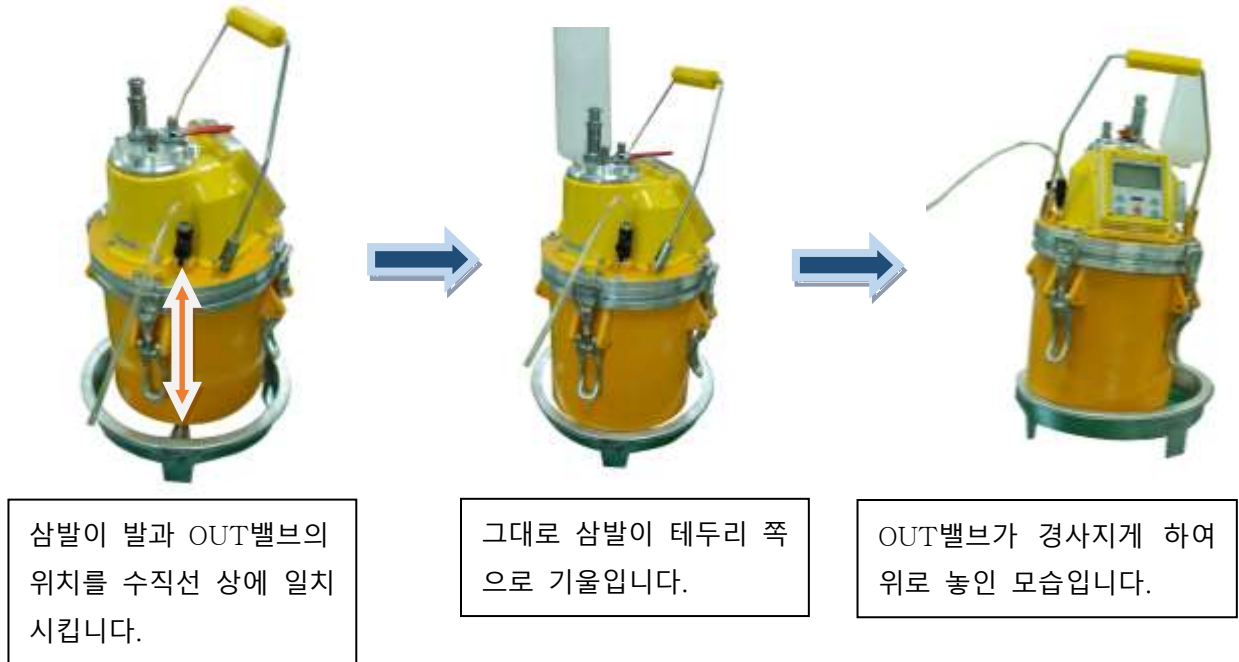 삼발이 발과 OUT밸브의
위치를 수직선 상에 일치
시킵니다.
그대로 삼발이 테두리 쪽
으로 기울입니다.
OUT밸브가 경사지게 하여
위로 놓인 모습입니다.